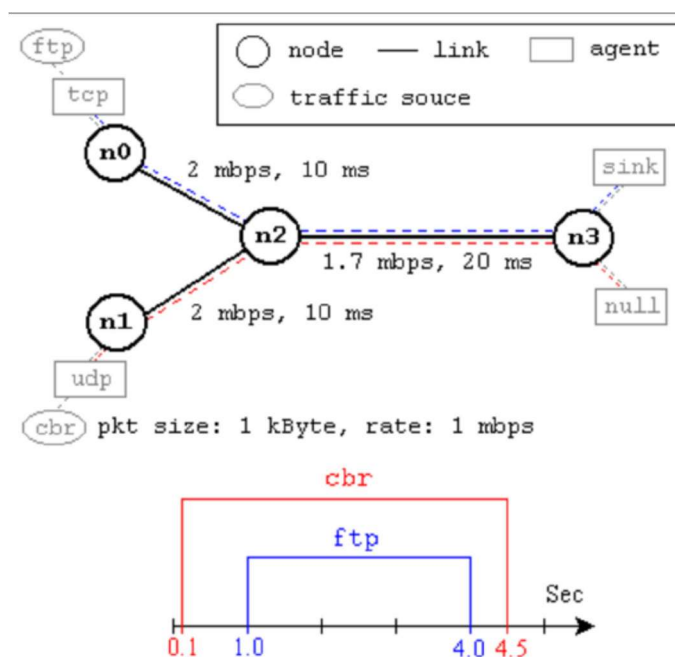 ftp
node link agent
tcp
traffic souce
n0
2 mbps, 10 ms
sink
n2
n3
1.7 mbps, 20 ms
n1
2 mbps, 10 ms
null
udp
cbr pkt size: 1 kByte, rate: 1 mbps
cbr
ftp
Sec
0.1 1.0 4.0 4.5